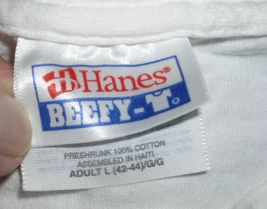 Hanes®
BEEFY-T®
PRESHRUNK 100% COTTON
ASSEMBLED IN HAITI
ADULT L (42-44)/G/G